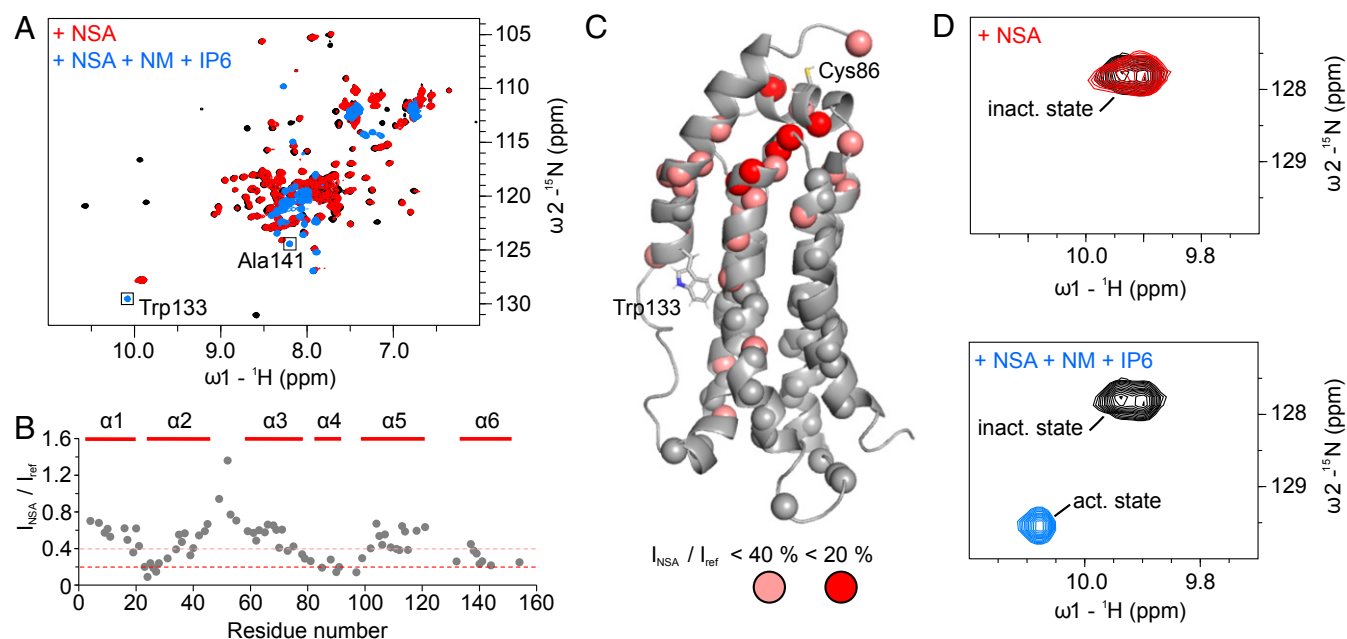 A
+ NSA
+ NSA + NM + IP6
Ala141
Trp133
105
110
115
120
125
130
ω2 -¹⁵N (ppm)
10.0 9.0 8.0 7.0
ω1 - ¹H (ppm)
B
α1 α2 α3 α4 α5 α6
I_NSA / I_ref
1.6
1.2
0.8
0.4
0
0 20 40 60 80 100 120 140 160
Residue number
C
Cys86
Trp133
I_NSA / I_ref < 40 % < 20 %
D
+ NSA
inact. state
128
129
ω2 -¹⁵N (ppm)
10.0 9.8
ω1 - ¹H (ppm)
+ NSA + NM + IP6
inact. state
act. state
128
129
ω2 -¹⁵N (ppm)
10.0 9.8
ω1 - ¹H (ppm)